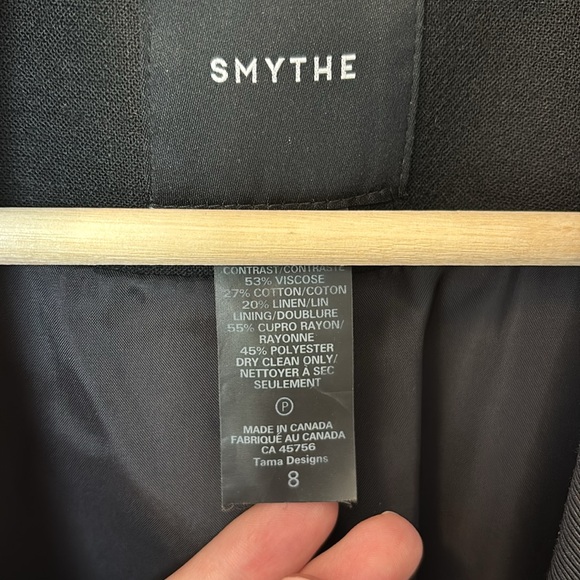 SMYTHE
CONTRAST/CONTRASTE
53% VISCOSE
27% COTTON/COTON
20% LINEN/LIN
LINING/DOUBLURE
55% CUPRO RAYON/
RAYONNE
45% POLYESTER
DRY CLEAN ONLY/
NETTOYER À SEC
SEULEMENT
P
MADE IN CANADA
FABRIQUÉ AU CANADA
CA 45756
Tama Designs
8